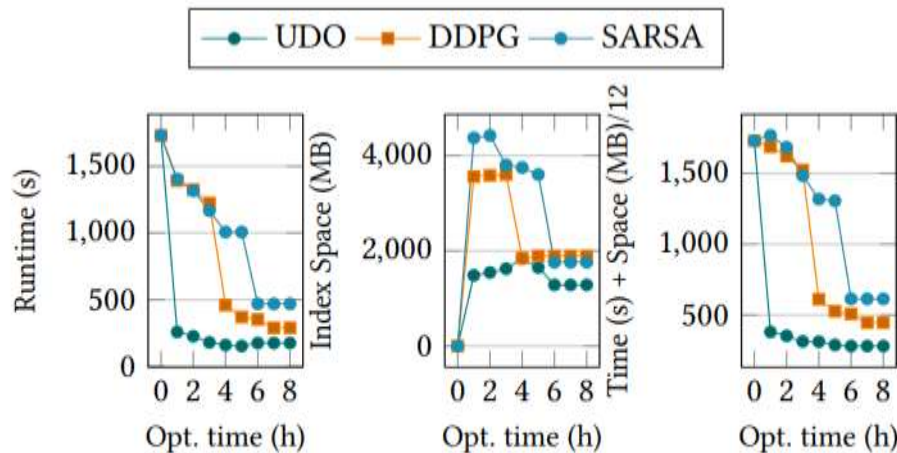 UDO DDPG SARSA
Runtime (s)
1,500
1,000
500
0
0 2 4 6 8
Opt. time (h)
Index Space (MB)
4,000
2,000
0
0 2 4 6 8
Opt. time (h)
Time (s) + Space (MB)/12
1,500
1,000
500
0 2 4 6 8
Opt. time (h)